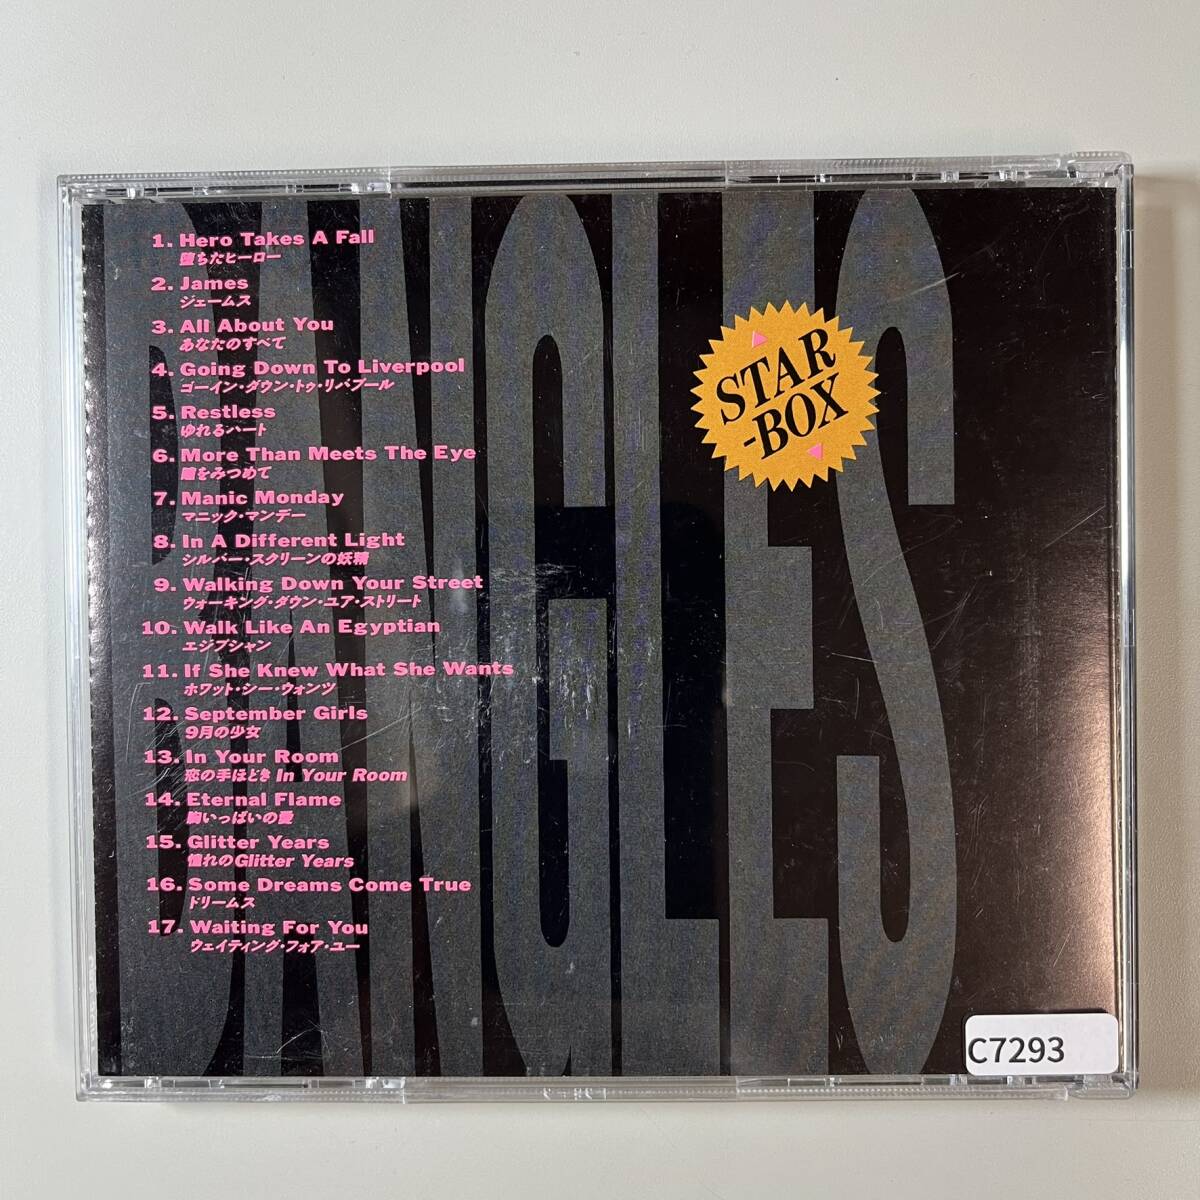 BANGLES
STAR
-BOX
1. Hero Takes A Fall
堕ちたヒーロー
2. James
ジェームス
3. All About You
あなたのすべて
4. Going Down To Liverpool
ゴーイン・ダウン・トゥ・リバプール
5. Restless
ゆれるハート
6. More Than Meets The Eye
瞳をみつめて
7. Manic Monday
マニック・マンデー
8. In A Different Light
シルバー・スクリーンの妖精
9. Walking Down Your Street
ウォーキング・ダウン・ユア・ストリート
10. Walk Like An Egyptian
エジプシャン
11. If She Knew What She Wants
ホワット・シー・ウォンツ
12. September Girls
9月の少女
13. In Your Room
恋の手ほどき In Your Room
14. Eternal Flame
胸いっぱいの愛
15. Glitter Years
憧れのGlitter Years
16. Some Dreams Come True
ドリームス
17. Waiting For You
ウェイティング・フォア・ユー
C7293